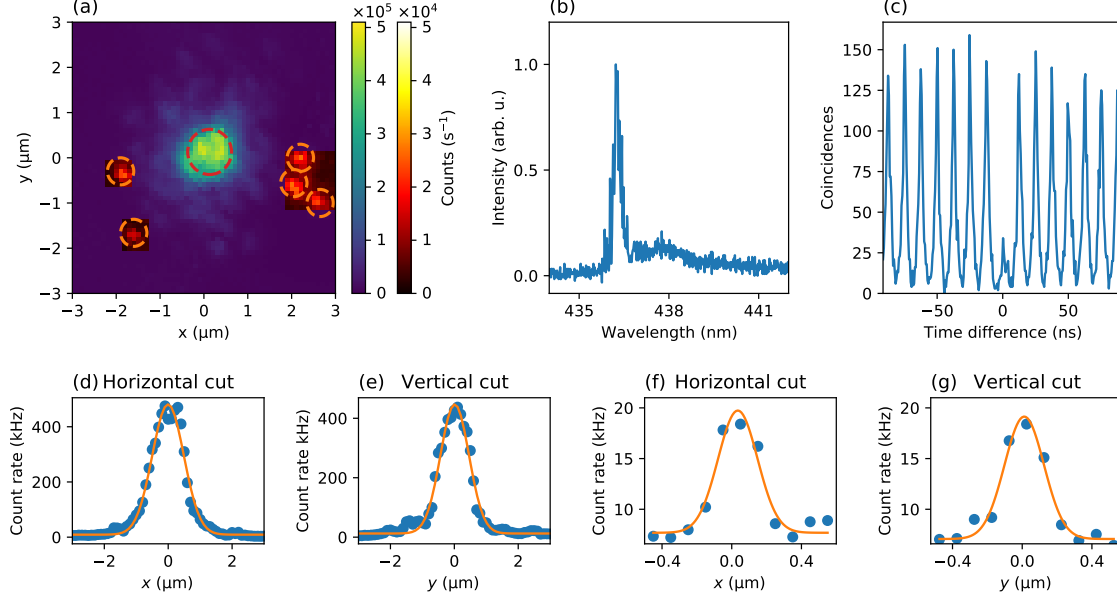 (a)
×10⁵ ×10⁴
3
2
1
0
−1
−2
−3
y (μm)
−3 −2 −1 0 1 2 3
x (μm)
5
4
3
2
1
0
5
4
3
2
1
0
Counts (s⁻¹)
(b)
1.0
0.5
0.0
Intensity (arb. u.)
435 438 441
Wavelength (nm)
(c)
150
125
100
75
50
25
0
Coincidences
−50 0 50
Time difference (ns)
(d) Horizontal cut
400
200
0
Count rate (kHz)
0 2
x (μm)
(e) Vertical cut
400
200
0
Count rate (kHz)
−2 0 2
y (μm)
(f) Horizontal cut
20
15
10
Count rate (kHz)
−0.4 0.0 0.4
x (μm)
(g) Vertical cut
20
15
10
Count rate (kHz)
−0.4 0.0 0.4
y (μm)